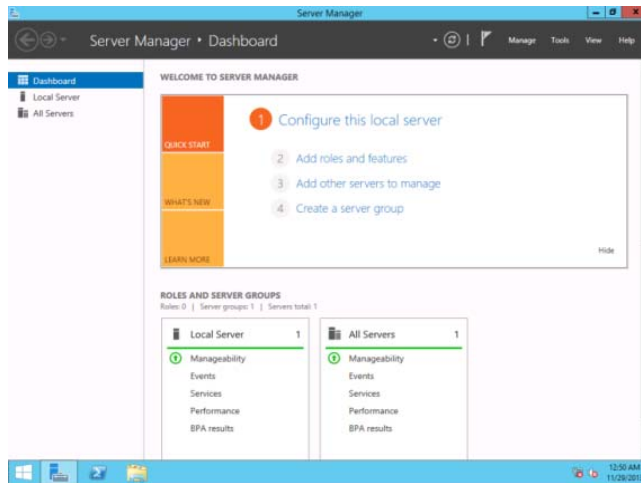 Server Manager
Server Manager • Dashboard
Manage Tools View Help
Dashboard
Local Server
All Servers
WELCOME TO SERVER MANAGER
QUICK START
WHAT'S NEW
LEARN MORE
1 Configure this local server
2 Add roles and features
3 Add other servers to manage
4 Create a server group
Hide
ROLES AND SERVER GROUPS
Roles: 0 | Server groups: 1 | Servers total: 1
Local Server 1
Manageability
Events
Services
Performance
BPA results
All Servers 1
Manageability
Events
Services
Performance
BPA results
12:50 AM